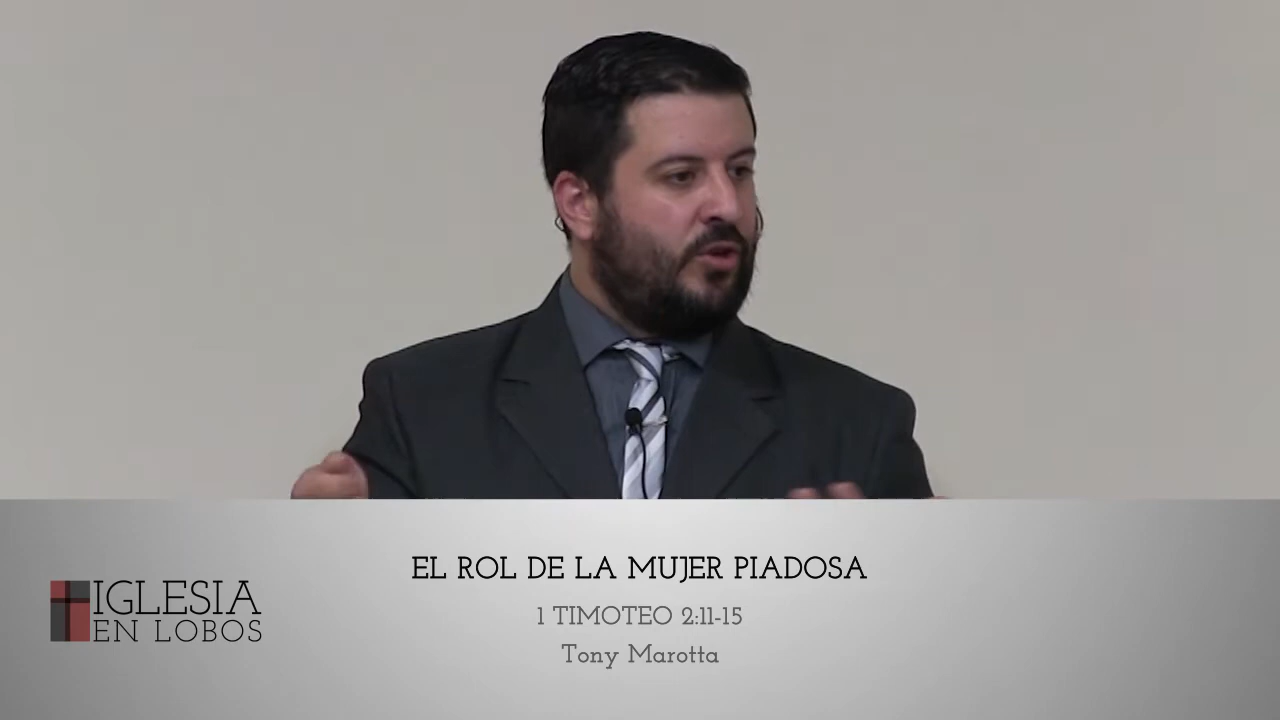 EL ROL DE LA MUJER PIADOSA
1 TIMOTEO 2:11-15
Tony Marotta
IGLESIA
EN LOBOS